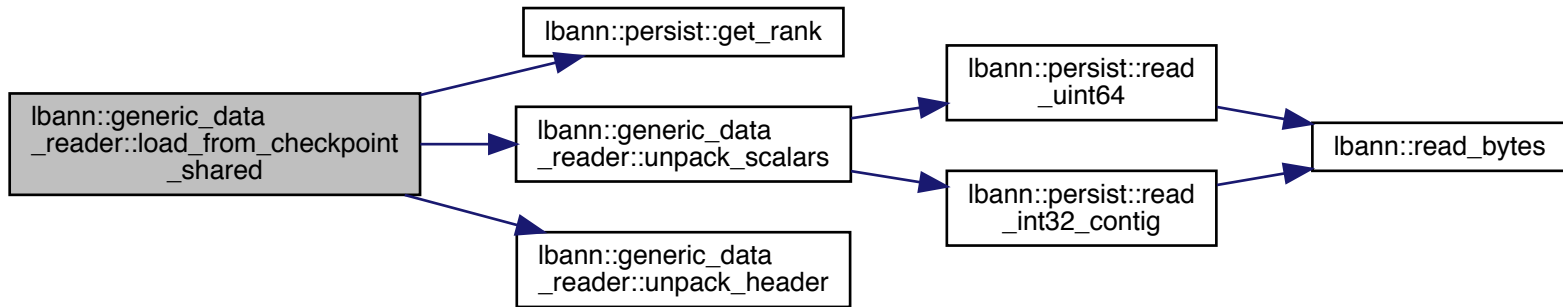 lbann::generic_data
_reader::load_from_checkpoint
_shared
lbann::persist::get_rank
lbann::generic_data
_reader::unpack_scalars
lbann::generic_data
_reader::unpack_header
lbann::persist::read
_uint64
lbann::persist::read
_int32_contig
lbann::read_bytes